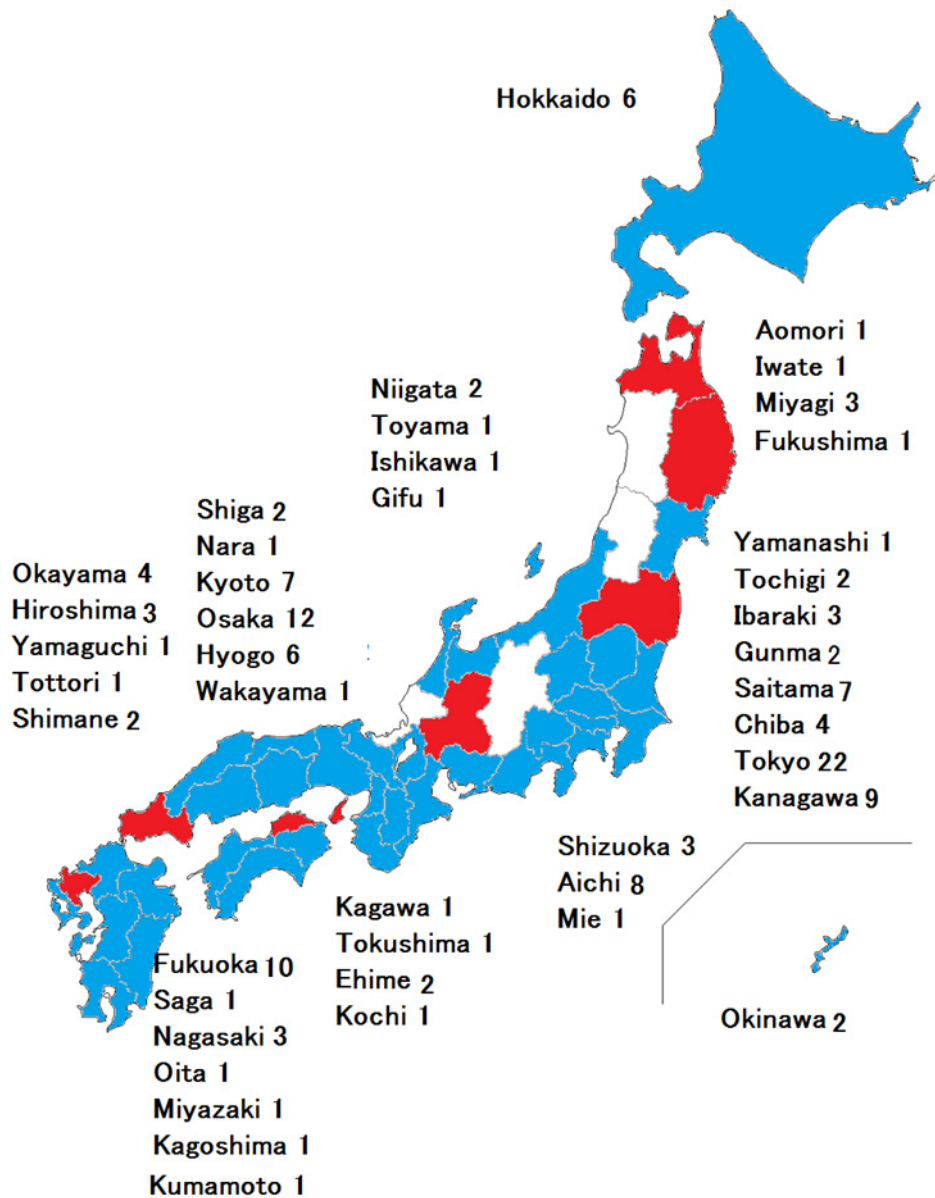 Hokkaido 6
Aomori 1
Iwate 1
Miyagi 3
Fukushima 1
Niigata 2
Toyama 1
Ishikawa 1
Gifu 1
Shiga 2
Nara 1
Kyoto 7
Osaka 12
Hyogo 6
Wakayama 1
Okayama 4
Hiroshima 3
Yamaguchi 1
Tottori 1
Shimane 2
Yamanashi 1
Tochigi 2
Ibaraki 3
Gunma 2
Saitama 7
Chiba 4
Tokyo 22
Kanagawa 9
Shizuoka 3
Aichi 8
Mie 1
Kagawa 1
Tokushima 1
Ehime 2
Kochi 1
Fukuoka 10
Saga 1
Nagasaki 3
Oita 1
Miyazaki 1
Kagoshima 1
Kumamoto 1
Okinawa 2